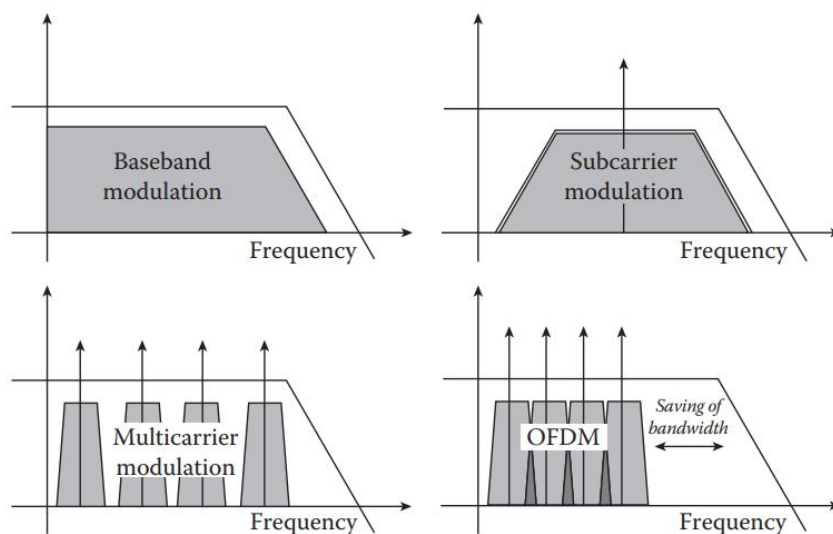 Baseband
modulation
Frequency
Subcarrier
modulation
Frequency
Multicarrier
modulation
Frequency
OFDM
Saving of
bandwidth
Frequency